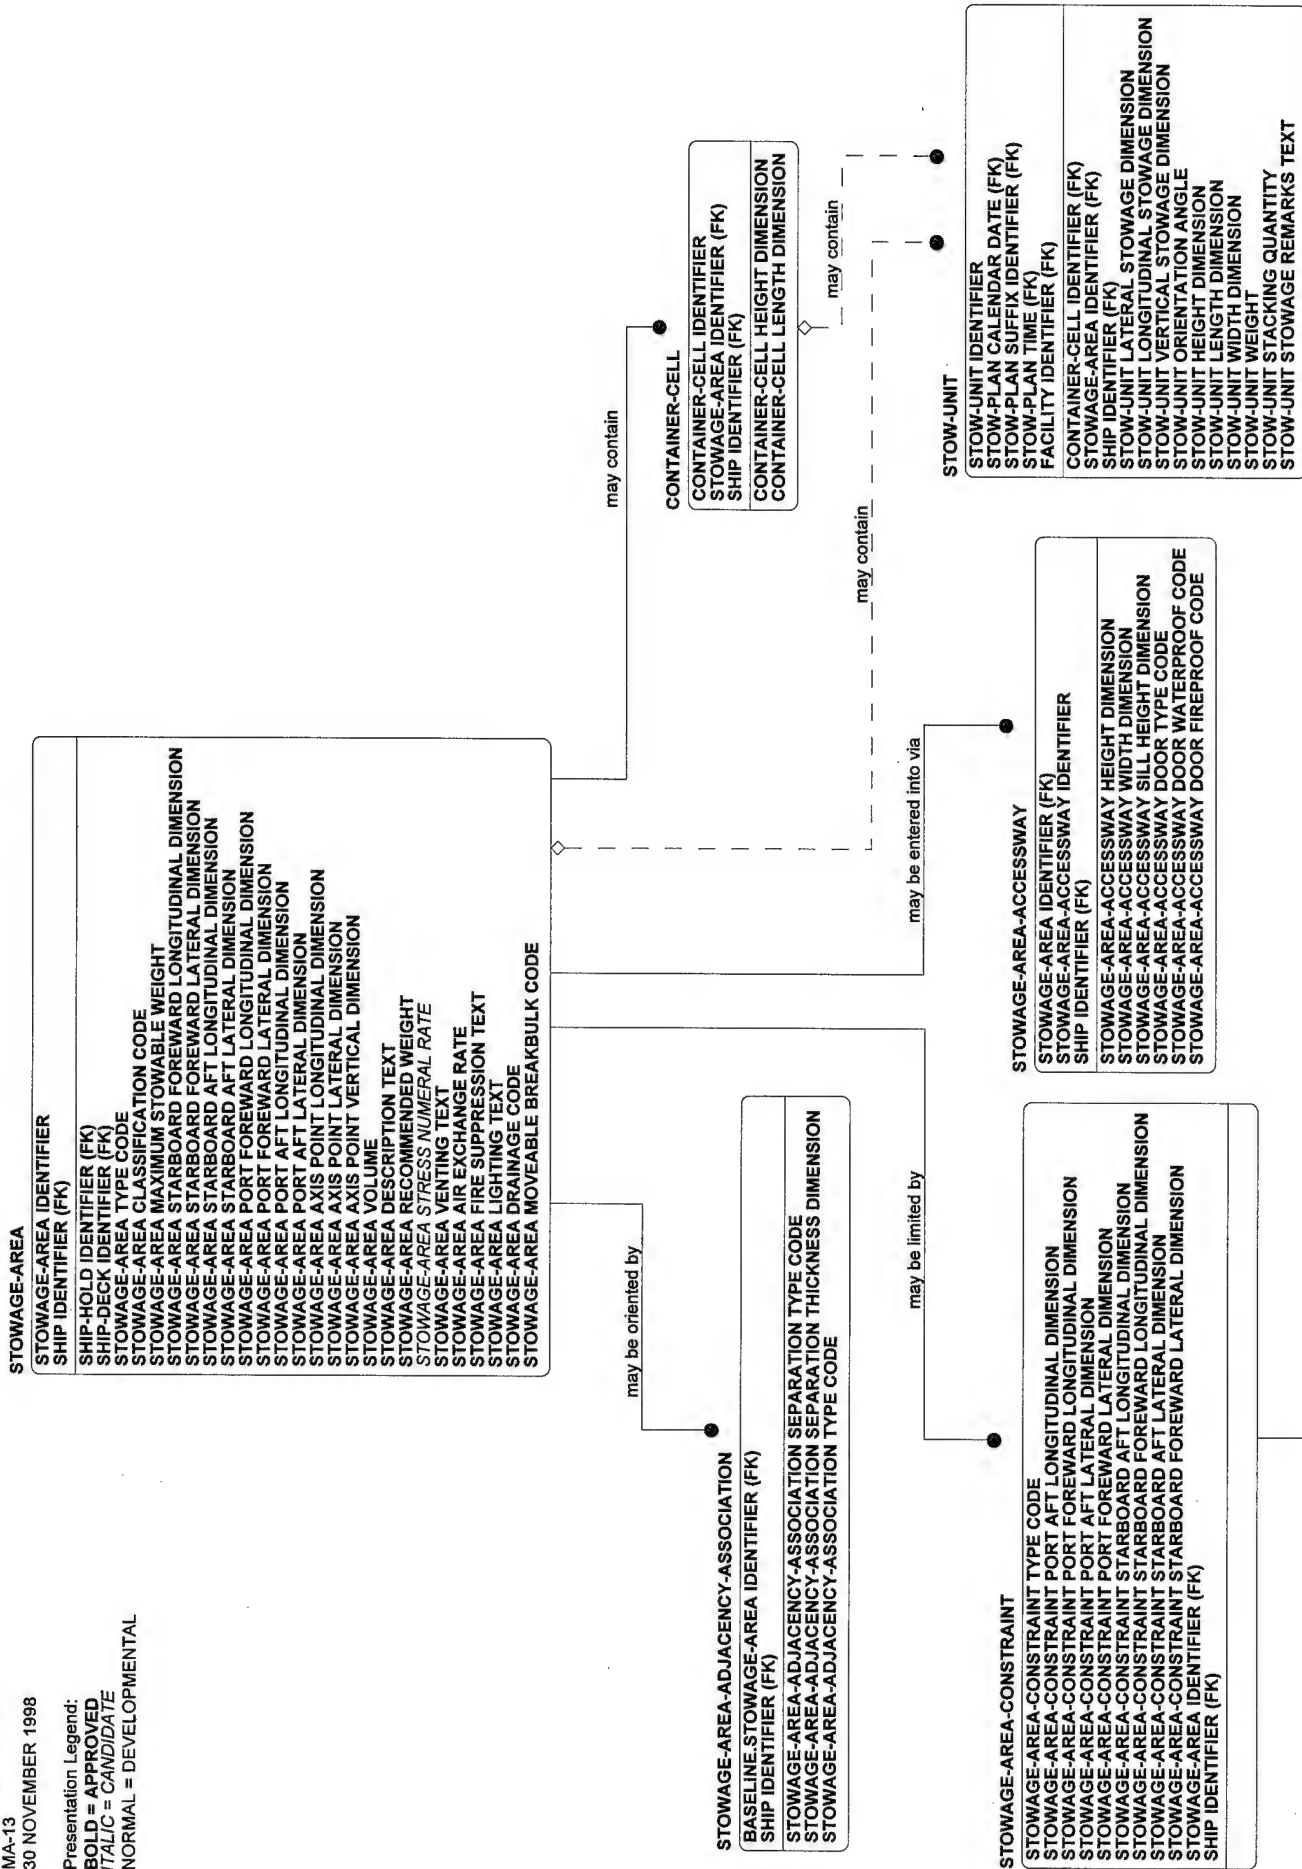 MA-13
30 NOVEMBER 1998
Presentation Legend:
BOLD = APPROVED
ITALIC = CANDIDATE
NORMAL = DEVELOPMENTAL
STOWAGE-AREA
STOWAGE-AREA IDENTIFIER
SHIP IDENTIFIER (FK)
SHIP-HOLD IDENTIFIER (FK)
SHIP-DECK IDENTIFIER (FK)
STOWAGE-AREA TYPE CODE
STOWAGE-AREA CLASSIFICATION CODE
STOWAGE-AREA MAXIMUM STOWABLE WEIGHT
STOWAGE-AREA STARBOARD FOREWARD LONGITUDINAL DIMENSION
STOWAGE-AREA STARBOARD FOREWARD LATERAL DIMENSION
STOWAGE-AREA STARBOARD AFT LONGITUDINAL DIMENSION
STOWAGE-AREA STARBOARD AFT LATERAL DIMENSION
STOWAGE-AREA PORT FOREWARD LONGITUDINAL DIMENSION
STOWAGE-AREA PORT FOREWARD LATERAL DIMENSION
STOWAGE-AREA PORT AFT LONGITUDINAL DIMENSION
STOWAGE-AREA PORT AFT LATERAL DIMENSION
STOWAGE-AREA AXIS POINT LONGITUDINAL DIMENSION
STOWAGE-AREA AXIS POINT LATERAL DIMENSION
STOWAGE-AREA AXIS POINT VERTICAL DIMENSION
STOWAGE-AREA VOLUME
STOWAGE-AREA DESCRIPTION TEXT
STOWAGE-AREA RECOMMENDED WEIGHT
STOWAGE-AREA STRESS NUMERAL RATE
STOWAGE-AREA VENTING TEXT
STOWAGE-AREA AIR EXCHANGE RATE
STOWAGE-AREA FIRE SUPPRESSION TEXT
STOWAGE-AREA LIGHTING TEXT
STOWAGE-AREA DRAINAGE CODE
STOWAGE-AREA MOVEABLE BREAKBULK CODE
may be oriented by
may be limited by
may be entered into via
may contain
may contain
may contain
CONTAINER-CELL
CONTAINER-CELL IDENTIFIER
STOWAGE-AREA IDENTIFIER (FK)
SHIP IDENTIFIER (FK)
CONTAINER-CELL HEIGHT DIMENSION
CONTAINER-CELL LENGTH DIMENSION
STOWAGE-AREA-ADJACENCY-ASSOCIATION
BASELINE.STOWAGE-AREA IDENTIFIER (FK)
SHIP IDENTIFIER (FK)
STOWAGE-AREA-ADJACENCY-ASSOCIATION SEPARATION TYPE CODE
STOWAGE-AREA-ADJACENCY-ASSOCIATION SEPARATION THICKNESS DIMENSION
STOWAGE-AREA-ADJACENCY-ASSOCIATION TYPE CODE
STOWAGE-AREA-CONSTRAINT
STOWAGE-AREA-CONSTRAINT TYPE CODE
STOWAGE-AREA-CONSTRAINT PORT AFT LONGITUDINAL DIMENSION
STOWAGE-AREA-CONSTRAINT PORT FOREWARD LONGITUDINAL DIMENSION
STOWAGE-AREA-CONSTRAINT PORT AFT LATERAL DIMENSION
STOWAGE-AREA-CONSTRAINT PORT FOREWARD LATERAL DIMENSION
STOWAGE-AREA-CONSTRAINT STARBOARD AFT LONGITUDINAL DIMENSION
STOWAGE-AREA-CONSTRAINT STARBOARD FOREWARD LONGITUDINAL DIMENSION
STOWAGE-AREA-CONSTRAINT STARBOARD AFT LATERAL DIMENSION
STOWAGE-AREA-CONSTRAINT STARBOARD FOREWARD LATERAL DIMENSION
STOWAGE-AREA IDENTIFIER (FK)
SHIP IDENTIFIER (FK)
STOWAGE-AREA-ACCESSWAY
STOWAGE-AREA IDENTIFIER (FK)
STOWAGE-AREA-ACCESSWAY IDENTIFIER
SHIP IDENTIFIER (FK)
STOWAGE-AREA-ACCESSWAY HEIGHT DIMENSION
STOWAGE-AREA-ACCESSWAY WIDTH DIMENSION
STOWAGE-AREA-ACCESSWAY SILL HEIGHT DIMENSION
STOWAGE-AREA-ACCESSWAY DOOR TYPE CODE
STOWAGE-AREA-ACCESSWAY DOOR WATERPROOF CODE
STOWAGE-AREA-ACCESSWAY DOOR FIREPROOF CODE
STOW-UNIT
STOW-UNIT IDENTIFIER
STOW-PLAN CALENDAR DATE (FK)
STOW-PLAN SUFFIX IDENTIFIER (FK)
STOW-PLAN TIME (FK)
FACILITY IDENTIFIER (FK)
CONTAINER-CELL IDENTIFIER (FK)
STOWAGE-AREA IDENTIFIER (FK)
SHIP IDENTIFIER (FK)
STOW-UNIT LATERAL STOWAGE DIMENSION
STOW-UNIT LONGITUDINAL STOWAGE DIMENSION
STOW-UNIT VERTICAL STOWAGE DIMENSION
STOW-UNIT ORIENTATION ANGLE
STOW-UNIT HEIGHT DIMENSION
STOW-UNIT LENGTH DIMENSION
STOW-UNIT WIDTH DIMENSION
STOW-UNIT WEIGHT
STOW-UNIT STACKING QUANTITY
STOW-UNIT STOWAGE REMARKS TEXT